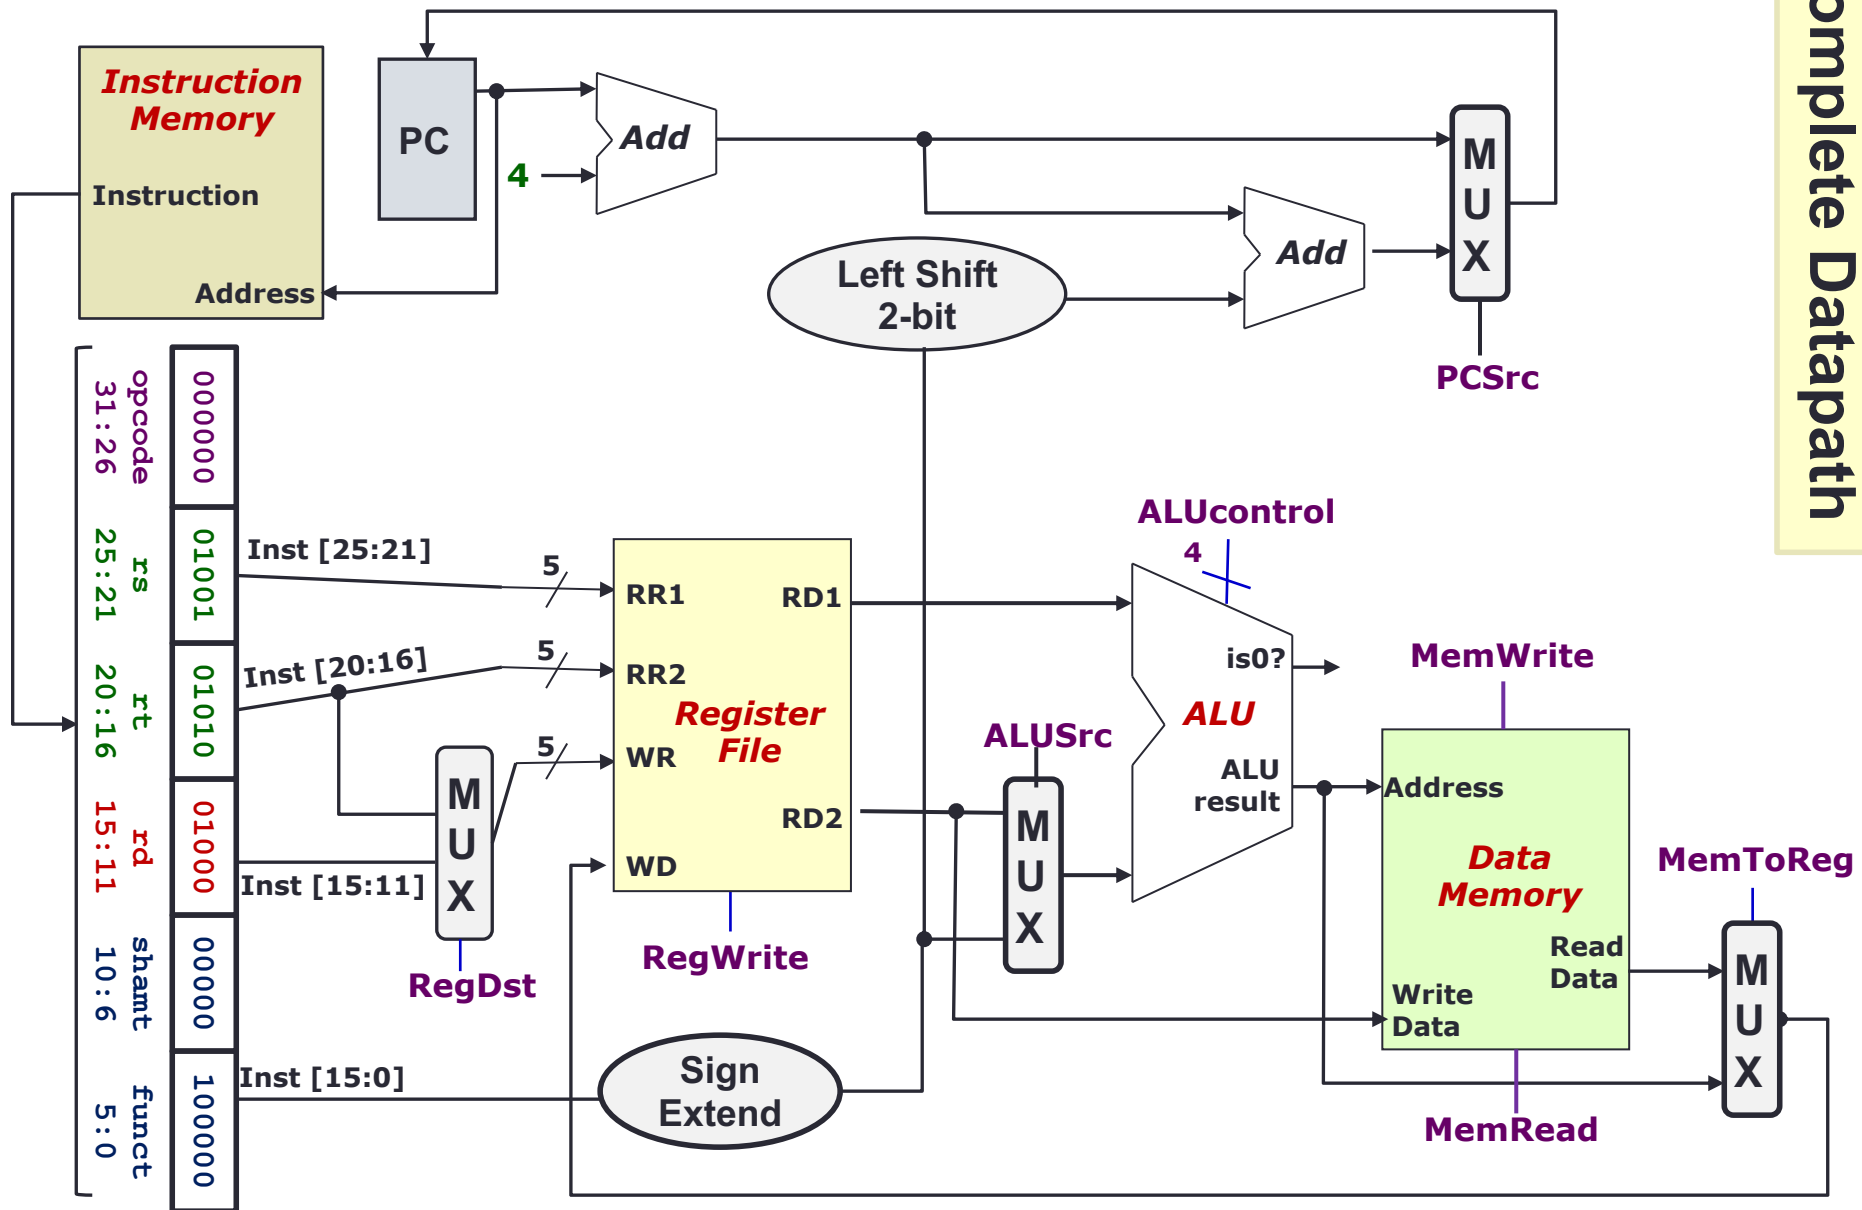 omplete Datapath
Instruction
Memory
Instruction
Address
PC
4
Add
Left Shift
2-bit
Add
M
U
X
PCSrc
opcode
31:26
000000
rs
25:21
01001
rt
20:16
01010
rd
15:11
01000
shamt
10:6
00000
funct
5:0
100000
Inst [25:21]
5
Inst [20:16]
5
5
Inst [15:11]
M
U
X
RegDst
Inst [15:0]
RR1
RD1
RR2
Register
File
WR
RD2
WD
RegWrite
Sign
Extend
ALUSrc
M
U
X
ALUcontrol
4
is0?
ALU
ALU
result
MemWrite
Address
Data
Memory
Read
Data
Write
Data
MemRead
MemToReg
M
U
X